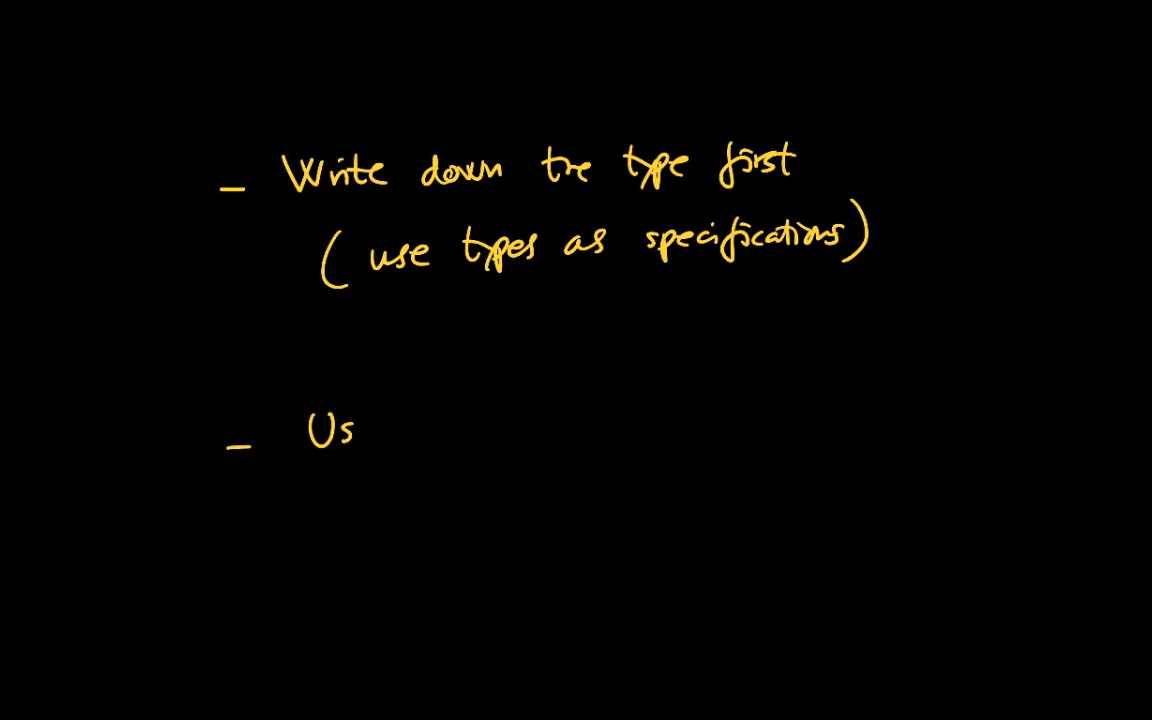 - Write down the type first
(use types as specifications)
- Us